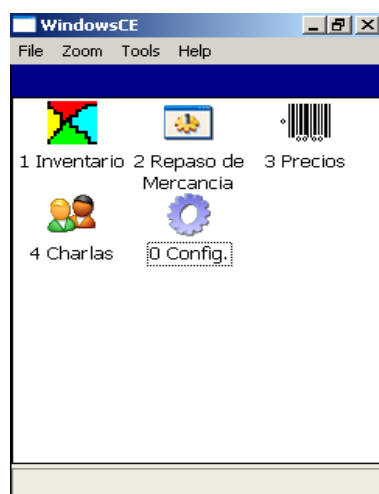 WindowsCE
File Zoom Tools Help
1 Inventario 2 Repaso de Mercancia 3 Precios
4 Charlas 0 Config.